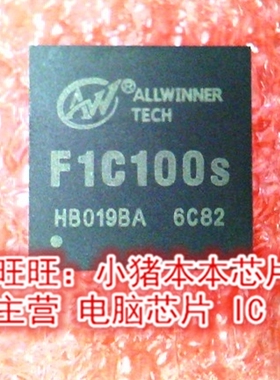 AW® ALLWINNER
TECH
F1C100s
HB019BA 6C82
旺旺：小猪本本芯片
主营 电脑芯片 IC